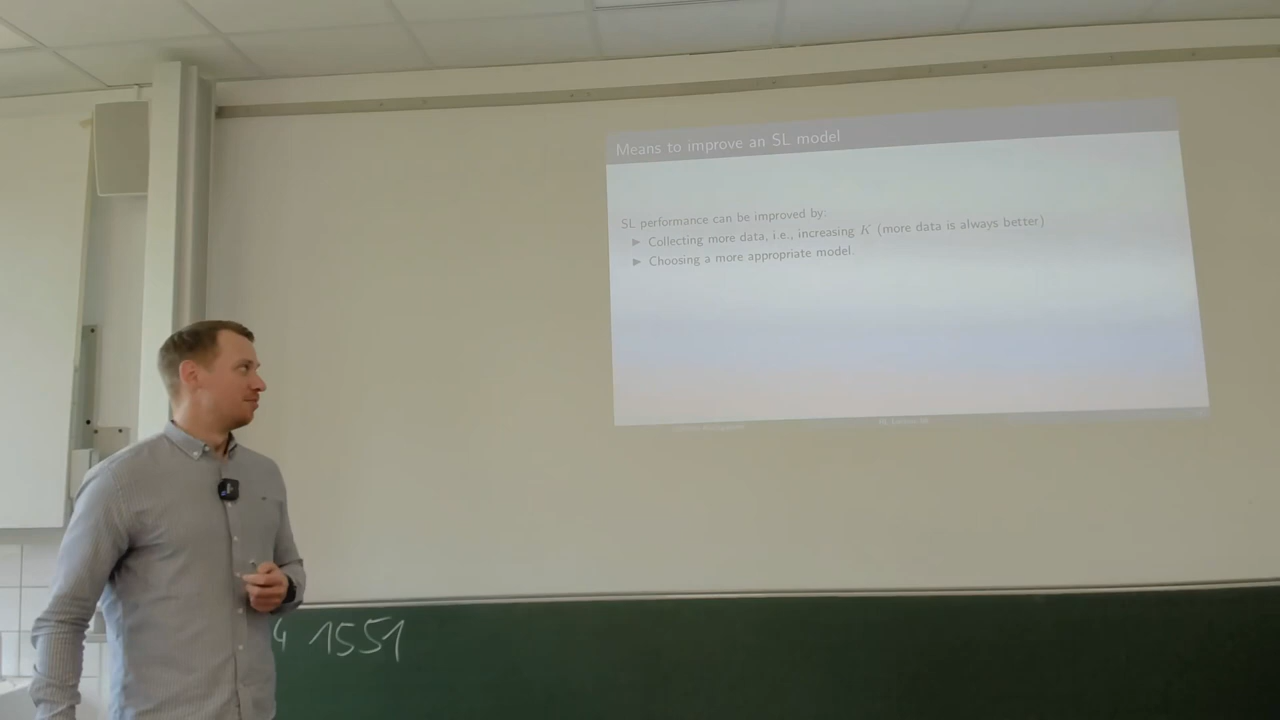 Means to improve an SL model
SL performance can be improved by:
▶ Collecting more data, i.e., increasing K (more data is always better)
▶ Choosing a more appropriate model.
4 1551